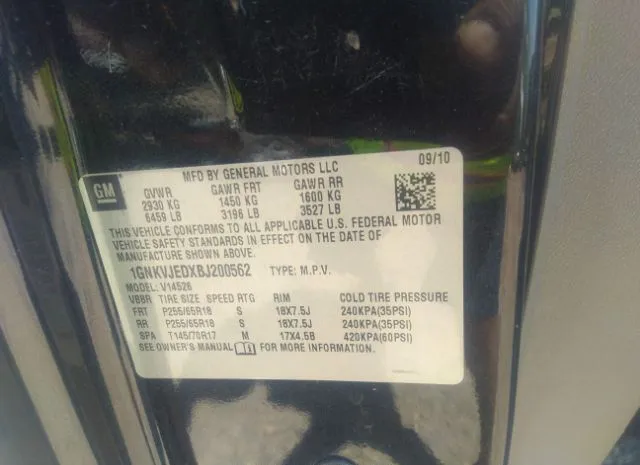 MFD BY GENERAL MOTORS LLC 09/10
GM
GVWR GAWR FRT GAWR RR
2930 KG 1450 KG 1600 KG
6459 LB 3196 LB 3527 LB
THIS VEHICLE CONFORMS TO ALL APPLICABLE U.S. FEDERAL MOTOR
VEHICLE SAFETY STANDARDS IN EFFECT ON THE DATE OF
MANUFACTURE SHOWN ABOVE.
1GNKVJEDXBJ200562 TYPE: M.P.V.
MODEL: V14526
VBBR TIRE SIZE SPEED RTG RIM COLD TIRE PRESSURE
FRT P255/65R18 S 18X7.5J 240KPA(35PSI)
RR P255/65R18 S 18X7.5J 240KPA(35PSI)
SPA T145/70R17 M 17X4.5B 420KPA(60PSI)
SEE OWNER'S MANUAL FOR MORE INFORMATION.